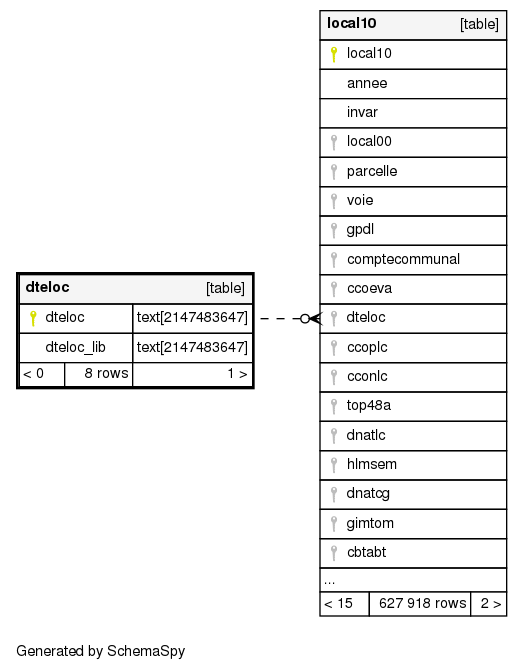 local10 [table]
local10
annee
invar
local00
parcelle
voie
gpdl
comptecommunal
ccoeva
dteloc
ccoplc
cconlc
top48a
dnatlc
hlmsem
dnatcg
gimtom
cbtabt
...
< 15 627 918 rows 2 >
dteloc [table]
dteloc text[2147483647]
dteloc_lib text[2147483647]
< 0 8 rows 1 >
Generated by SchemaSpy